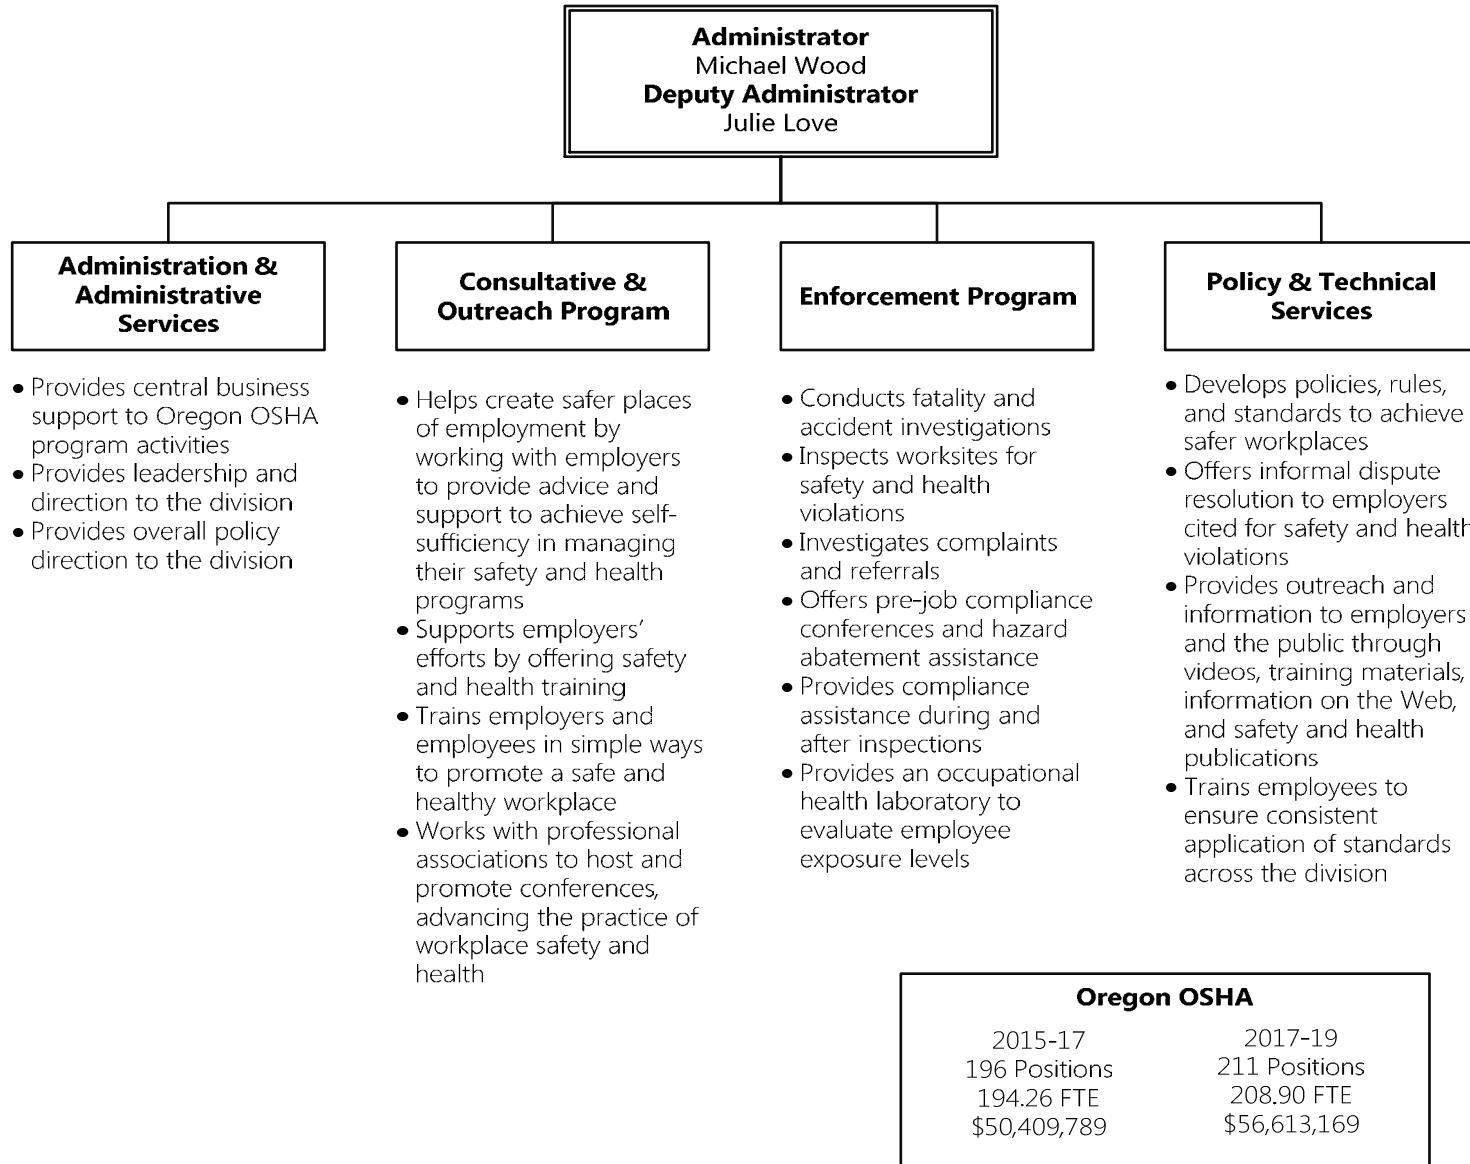 Administrator
Michael Wood
Deputy Administrator
Julie Love
Administration &
Administrative
Services
• Provides central business
support to Oregon OSHA
program activities
• Provides leadership and
direction to the division
• Provides overall policy
direction to the division
Consultative &
Outreach Program
• Helps create safer places
of employment by
working with employers
to provide advice and
support to achieve self-
sufficiency in managing
their safety and health
programs
• Supports employers’
efforts by offering safety
and health training
• Trains employers and
employees in simple ways
to promote a safe and
healthy workplace
• Works with professional
associations to host and
promote conferences,
advancing the practice of
workplace safety and
health
Enforcement Program
• Conducts fatality and
accident investigations
• Inspects worksites for
safety and health
violations
• Investigates complaints
and referrals
• Offers pre-job compliance
conferences and hazard
abatement assistance
• Provides compliance
assistance during and
after inspections
• Provides an occupational
health laboratory to
evaluate employee
exposure levels
Policy & Technical
Services
• Develops policies, rules,
and standards to achieve
safer workplaces
• Offers informal dispute
resolution to employers
cited for safety and health
violations
• Provides outreach and
information to employers
and the public through
videos, training materials,
information on the Web,
and safety and health
publications
• Trains employees to
ensure consistent
application of standards
across the division
Oregon OSHA
2015-17
196 Positions
194.26 FTE
$50,409,789
2017-19
211 Positions
208.90 FTE
$56,613,169